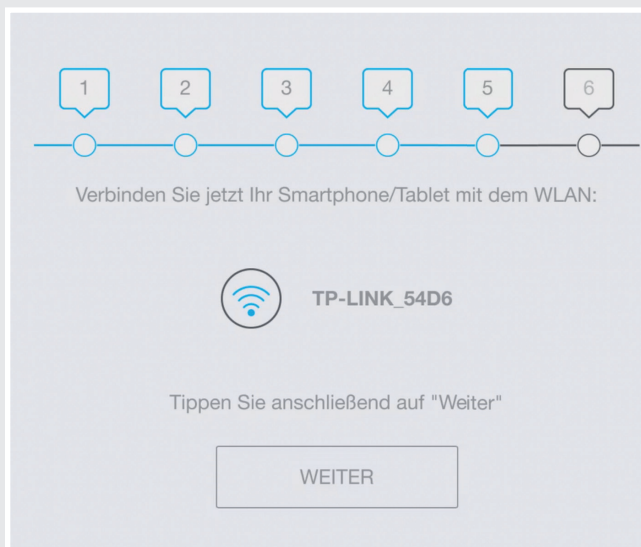 1 2 3 4 5 6
Verbinden Sie jetzt Ihr Smartphone/Tablet mit dem WLAN:
TP-LINK_54D6
Tippen Sie anschließend auf "Weiter"
WEITER